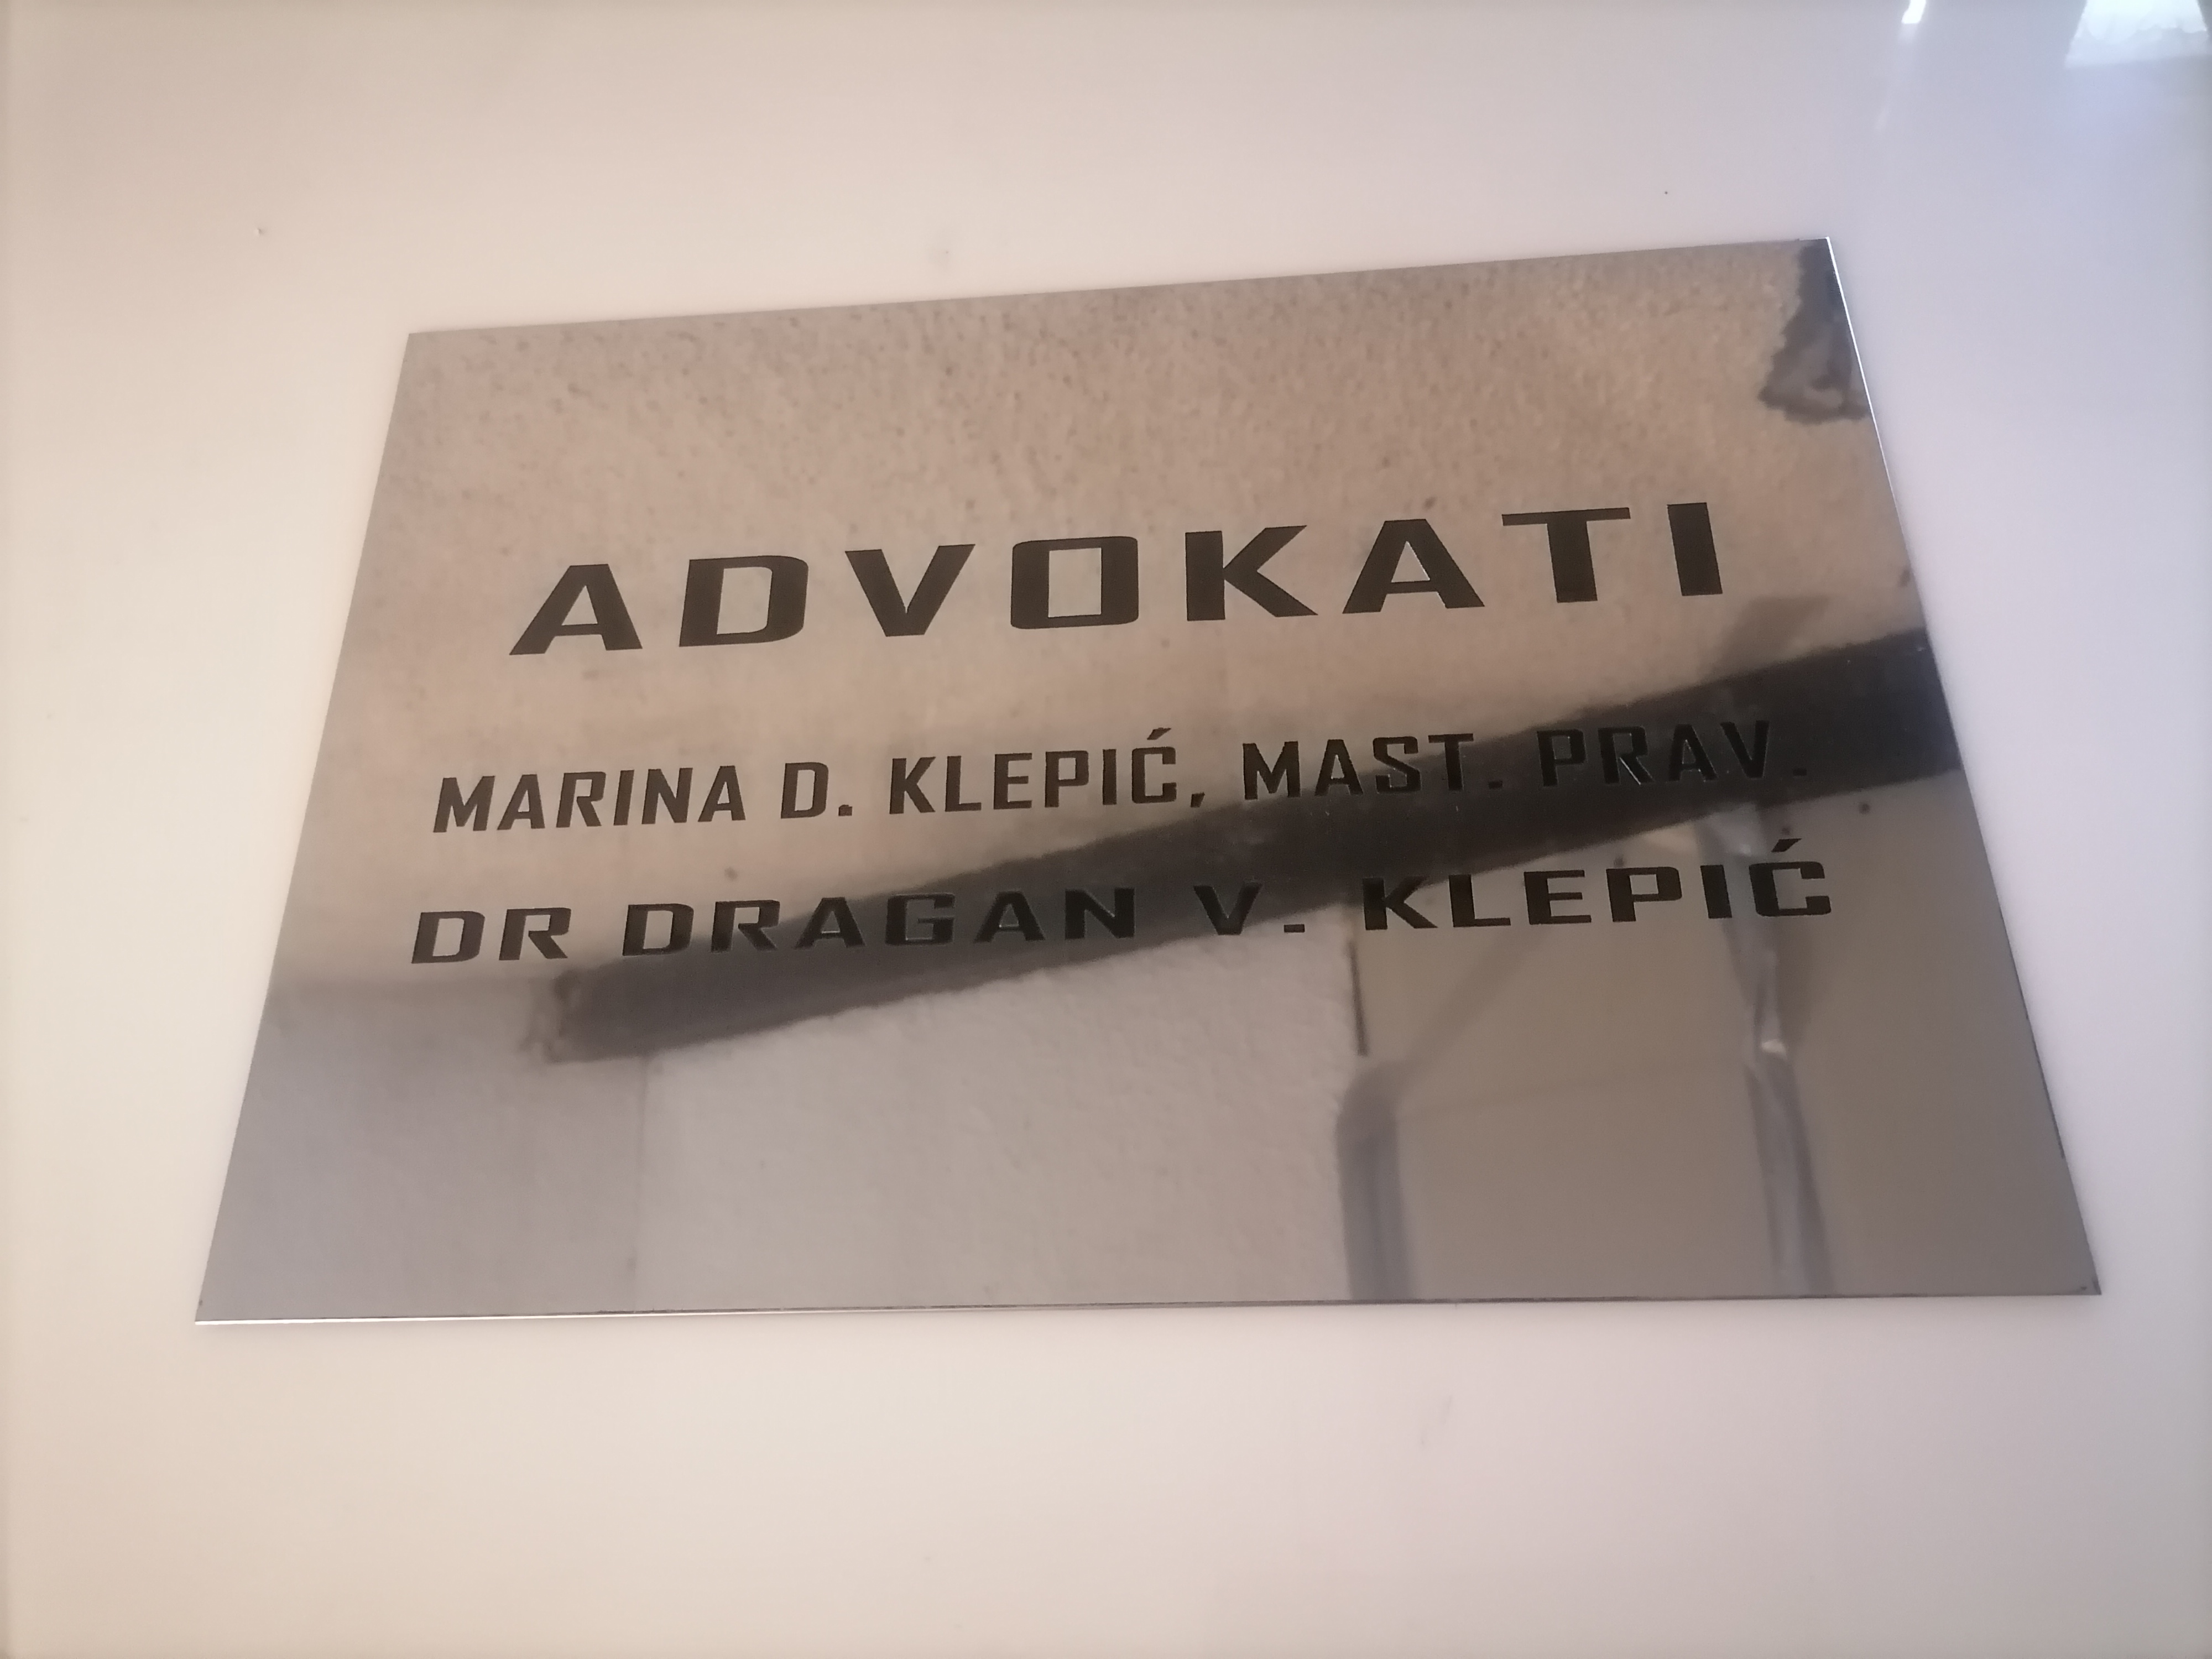 ADVOKATI
MARINA D. KLEPIĆ, MAST. PRAV.
DR DRAGAN V. KLEPIĆ